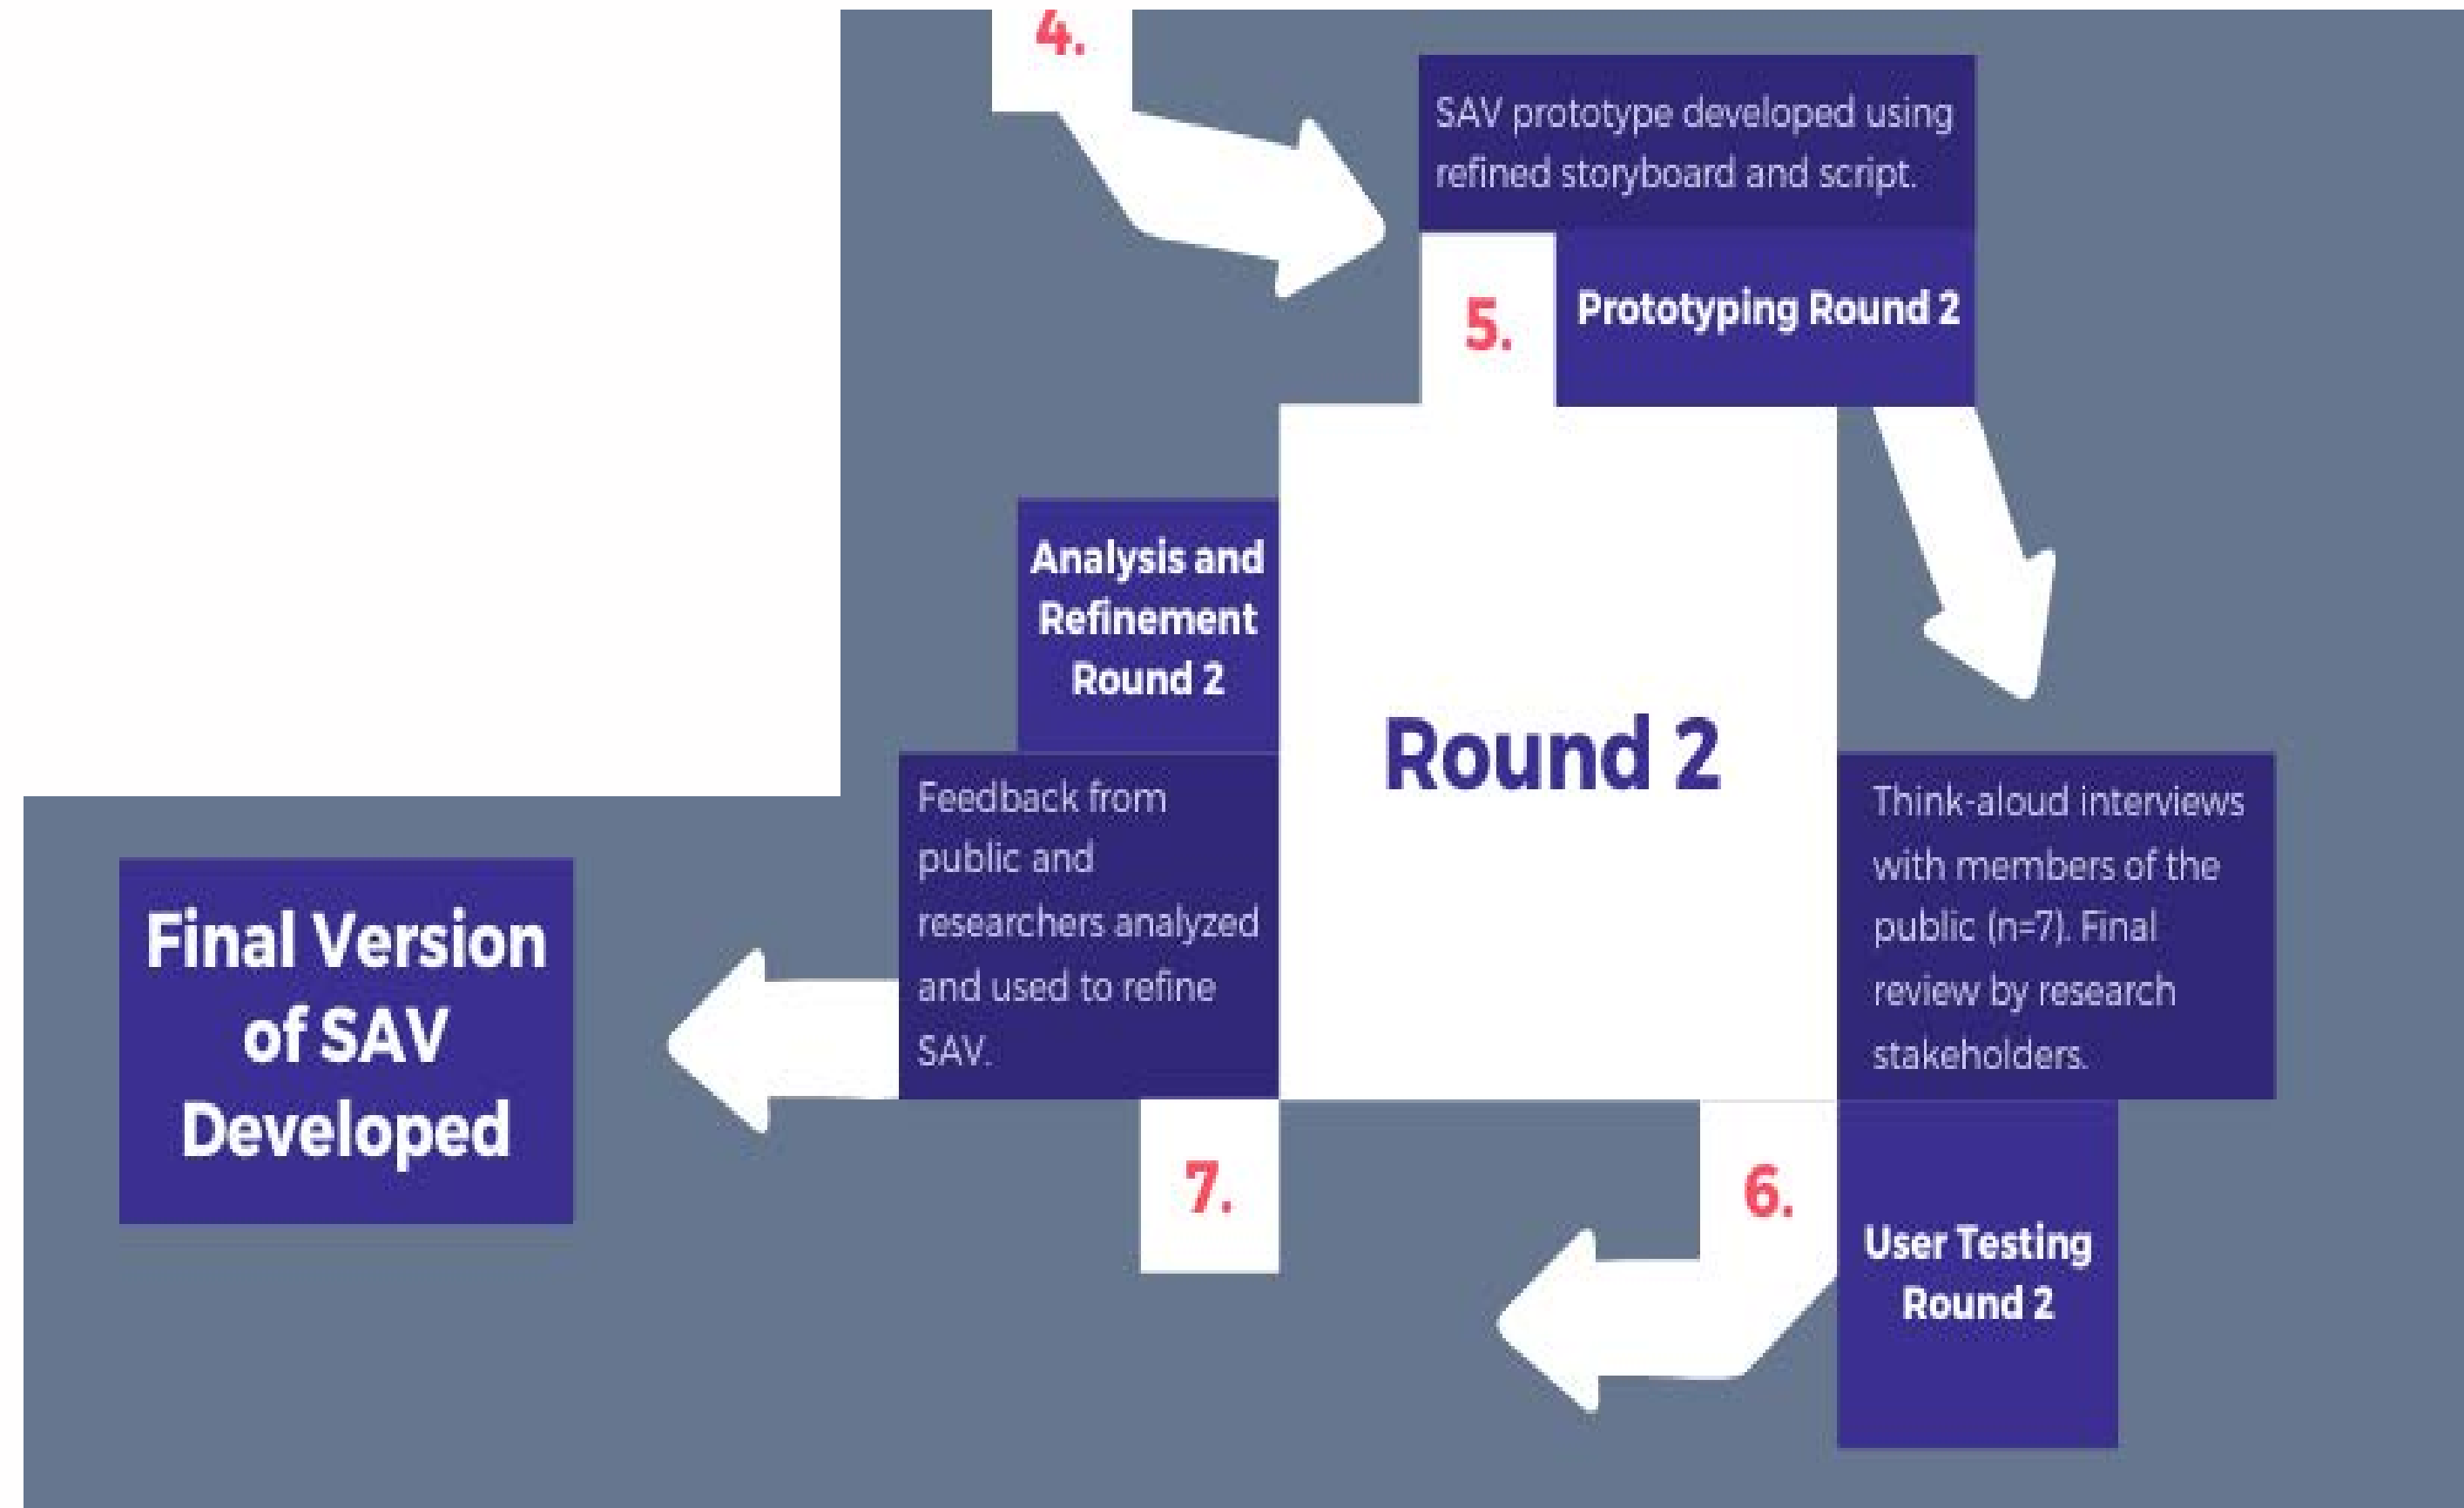 4.
SAV prototype developed using
refined storyboard and script.
5.
Prototyping Round 2
Round 2
Think-aloud interviews
with members of the
public (n=7). Final
review by research
stakeholders.
6.
User Testing
Round 2
Analysis and
Refinement
Round 2
Feedback from
public and
researchers analyzed
and used to refine
SAV.
7.
Final Version
of SAV
Developed